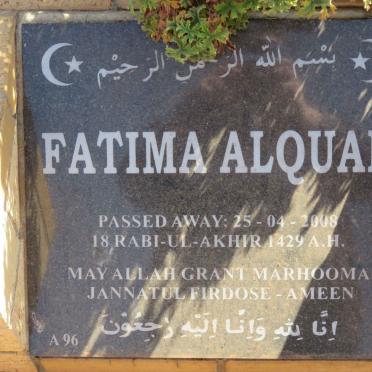 بِسْمِ اللهِ الرَّحْمٰنِ الرَّحِيْمِ
FATIMA
PASSED AWAY: 25 - 04 - 2008
18 RABI-UL-AKHIR 1429 A.H.
MAY ALLAH GRANT MARHOOMA
JANNATUL FIRDOSE - AMEEN
اِنَّا لِلّٰهِ وَاِنَّا اِلَيْهِ رٰجِعُوْنَ
A 96